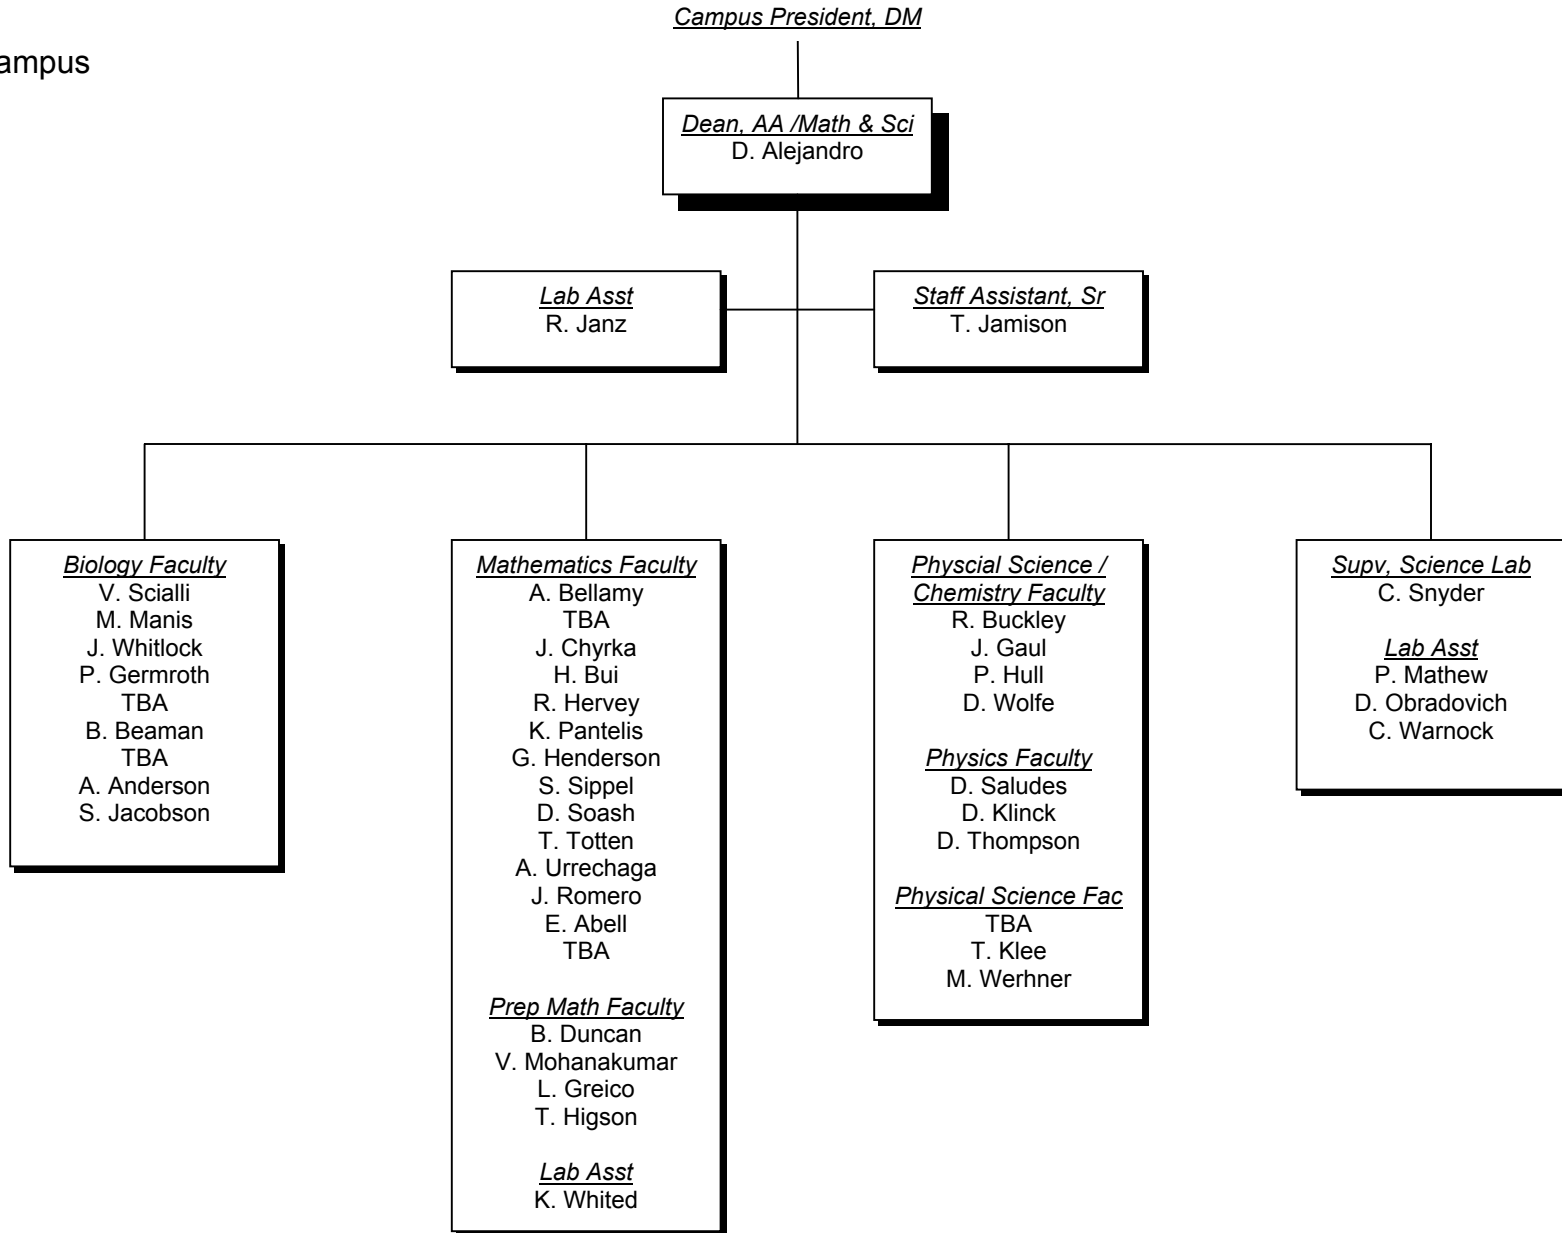 Campus President, DM
ampus
Dean, AA /Math & Sci
D. Alejandro
Lab Asst
R. Janz
Staff Assistant, Sr
T. Jamison
Biology Faculty
V. Scialli
M. Manis
J. Whitlock
P. Germroth
TBA
B. Beaman
TBA
A. Anderson
S. Jacobson
Mathematics Faculty
A. Bellamy
TBA
J. Chyrka
H. Bui
R. Hervey
K. Pantelis
G. Henderson
S. Sippel
D. Soash
T. Totten
A. Urrechaga
J. Romero
E. Abell
TBA
Prep Math Faculty
B. Duncan
V. Mohanakumar
L. Greico
T. Higson
Lab Asst
K. Whited
Physcial Science /
Chemistry Faculty
R. Buckley
J. Gaul
P. Hull
D. Wolfe
Physics Faculty
D. Saludes
D. Klinck
D. Thompson
Physical Science Fac
TBA
T. Klee
M. Werhner
Supv, Science Lab
C. Snyder
Lab Asst
P. Mathew
D. Obradovich
C. Warnock